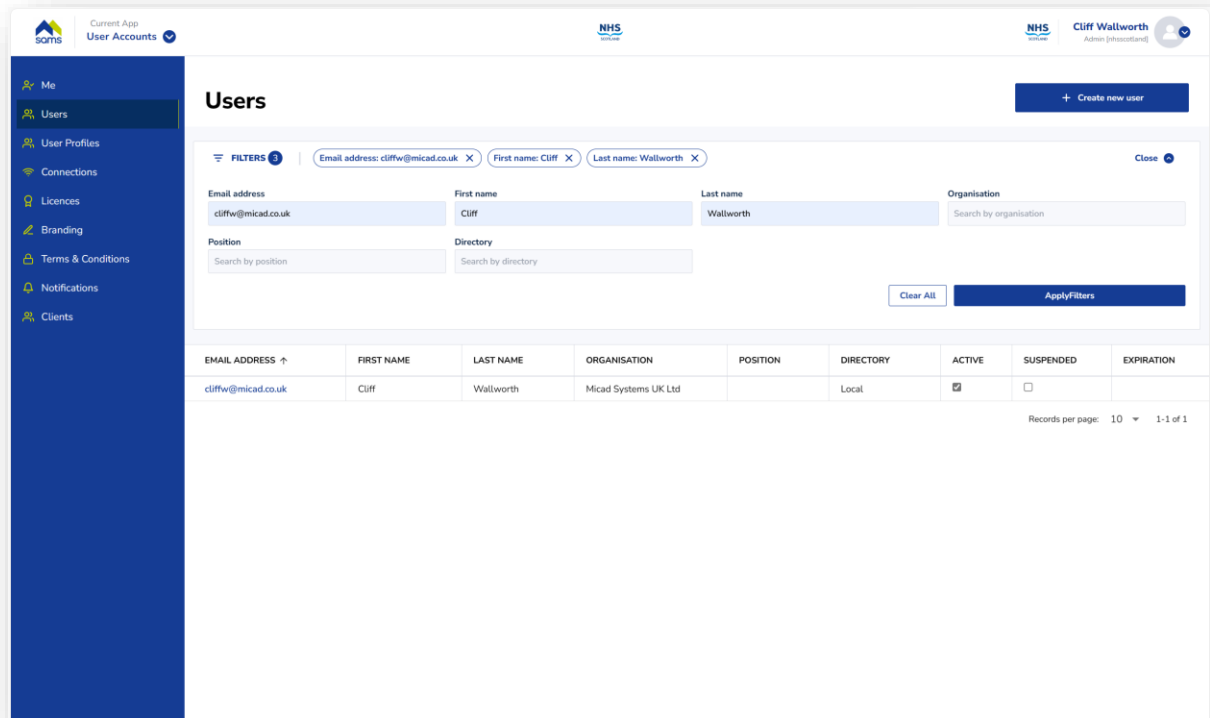 sams
Current App
User Accounts
NHS
SCOTLAND
NHS
SCOTLAND
Cliff Wallworth
Admin [nhsscotland]
Me
Users
User Profiles
Connections
Licences
Branding
Terms & Conditions
Notifications
Clients
Users
+ Create new user
FILTERS 3
Email address: cliffw@micad.co.uk X
First name: Cliff X
Last name: Wallworth X
Close
Email address First name Last name Organisation
cliffw@micad.co.uk Cliff Wallworth Search by organisation
Position Directory
Search by position Search by directory
Clear All ApplyFilters
EMAIL ADDRESS ↑ FIRST NAME LAST NAME ORGANISATION POSITION DIRECTORY ACTIVE SUSPENDED EXPIRATION
cliffw@micad.co.uk Cliff Wallworth Micad Systems UK Ltd Local
Records per page: 10 1-1 of 1